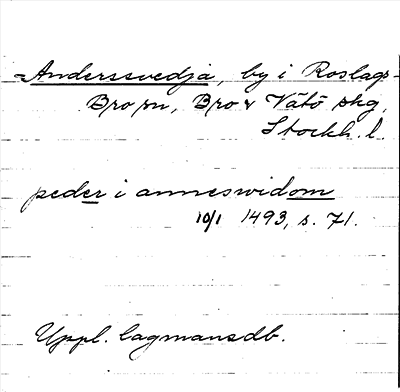 Anderssvedja, by i Roslags-
Bro sn, Bro o Vätö skg,
Stockh. l.
peder i anneswidom
10/1 1493, s. 71.
Uppl. lagmansdb.